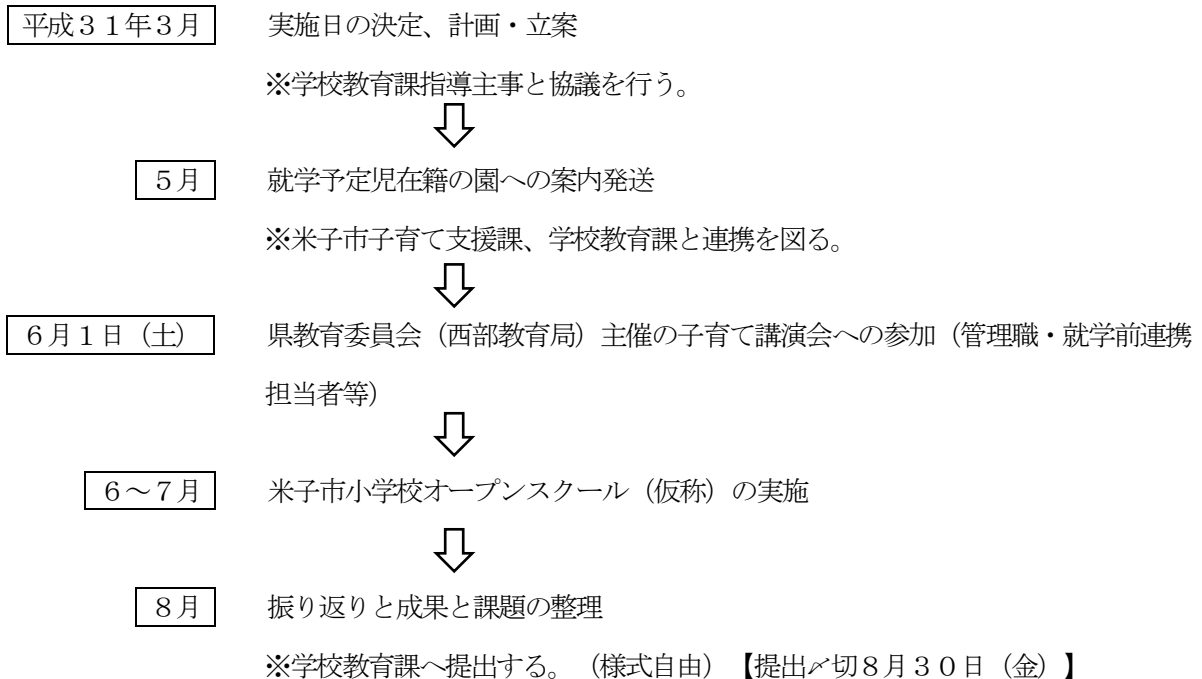 平成31年3月 実施日の決定、計画・立案
※学校教育課指導主事と協議を行う。
5月 就学予定児在籍の園への案内発送
※米子市子育て支援課、学校教育課と連携を図る。
6月1日(土) 県教育委員会(西部教育局)主催の子育て講演会への参加(管理職・就学前連携
担当者等)
6~7月 米子市小学校オープンスクール(仮称)の実施
8月 振り返りと成果と課題の整理
※学校教育課へ提出する。(様式自由)【提出〆切8月30日(金)】